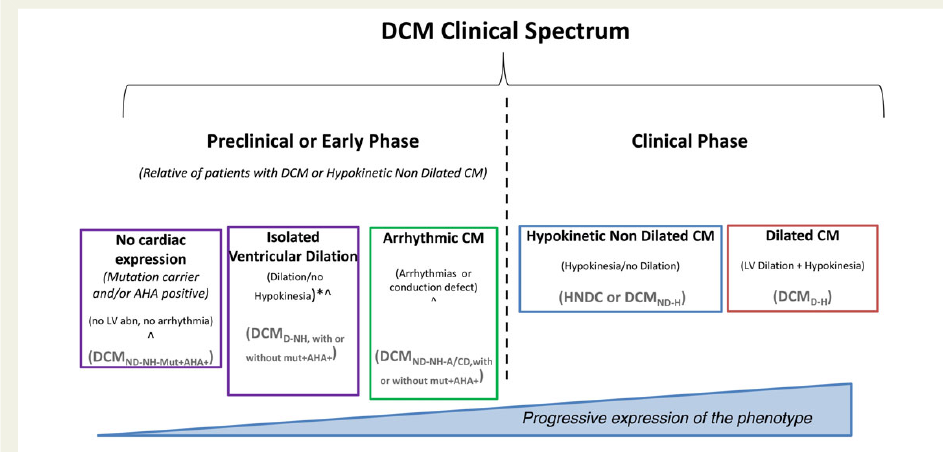 DCM Clinical Spectrum
Preclinical or Early Phase
(Relative of patients with DCM or Hypokinetic Non Dilated CM)
Clinical Phase
No cardiac
expression
(Mutation carrier
and/or AHA positive)
(no LV abn, no arrhythmia)
^
(DCMND-NH-Mut+AHA+)
Isolated
Ventricular Dilation
(Dilation/no
Hypokinesia)*^
(DCMD-NH, with or
without mut+AHA+)
Arrhythmic CM
(Arrhythmias or
conduction defect)
^
(DCMND-NH-A/CD,with
or without mut+AHA+)
Hypokinetic Non Dilated CM
(Hypokinesia/no Dilation)
(HNDC or DCMND-H)
Dilated CM
(LV Dilation + Hypokinesia)
(DCMD-H)
Progressive expression of the phenotype